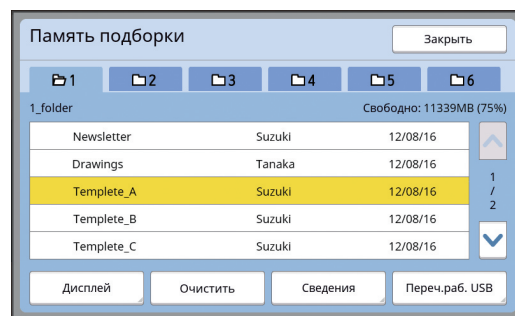 Память подборки
Закрыть
1 2 3 4 5 6
1_folder Свободно: 11339MB (75%)
Newsletter Suzuki 12/08/16
Drawings Tanaka 12/08/16
Templete_A Suzuki 12/08/16
Templete_B Suzuki 12/08/16
Templete_C Suzuki 12/08/16
1
/
2
Дисплей Очистить Сведения Переч.раб. USB